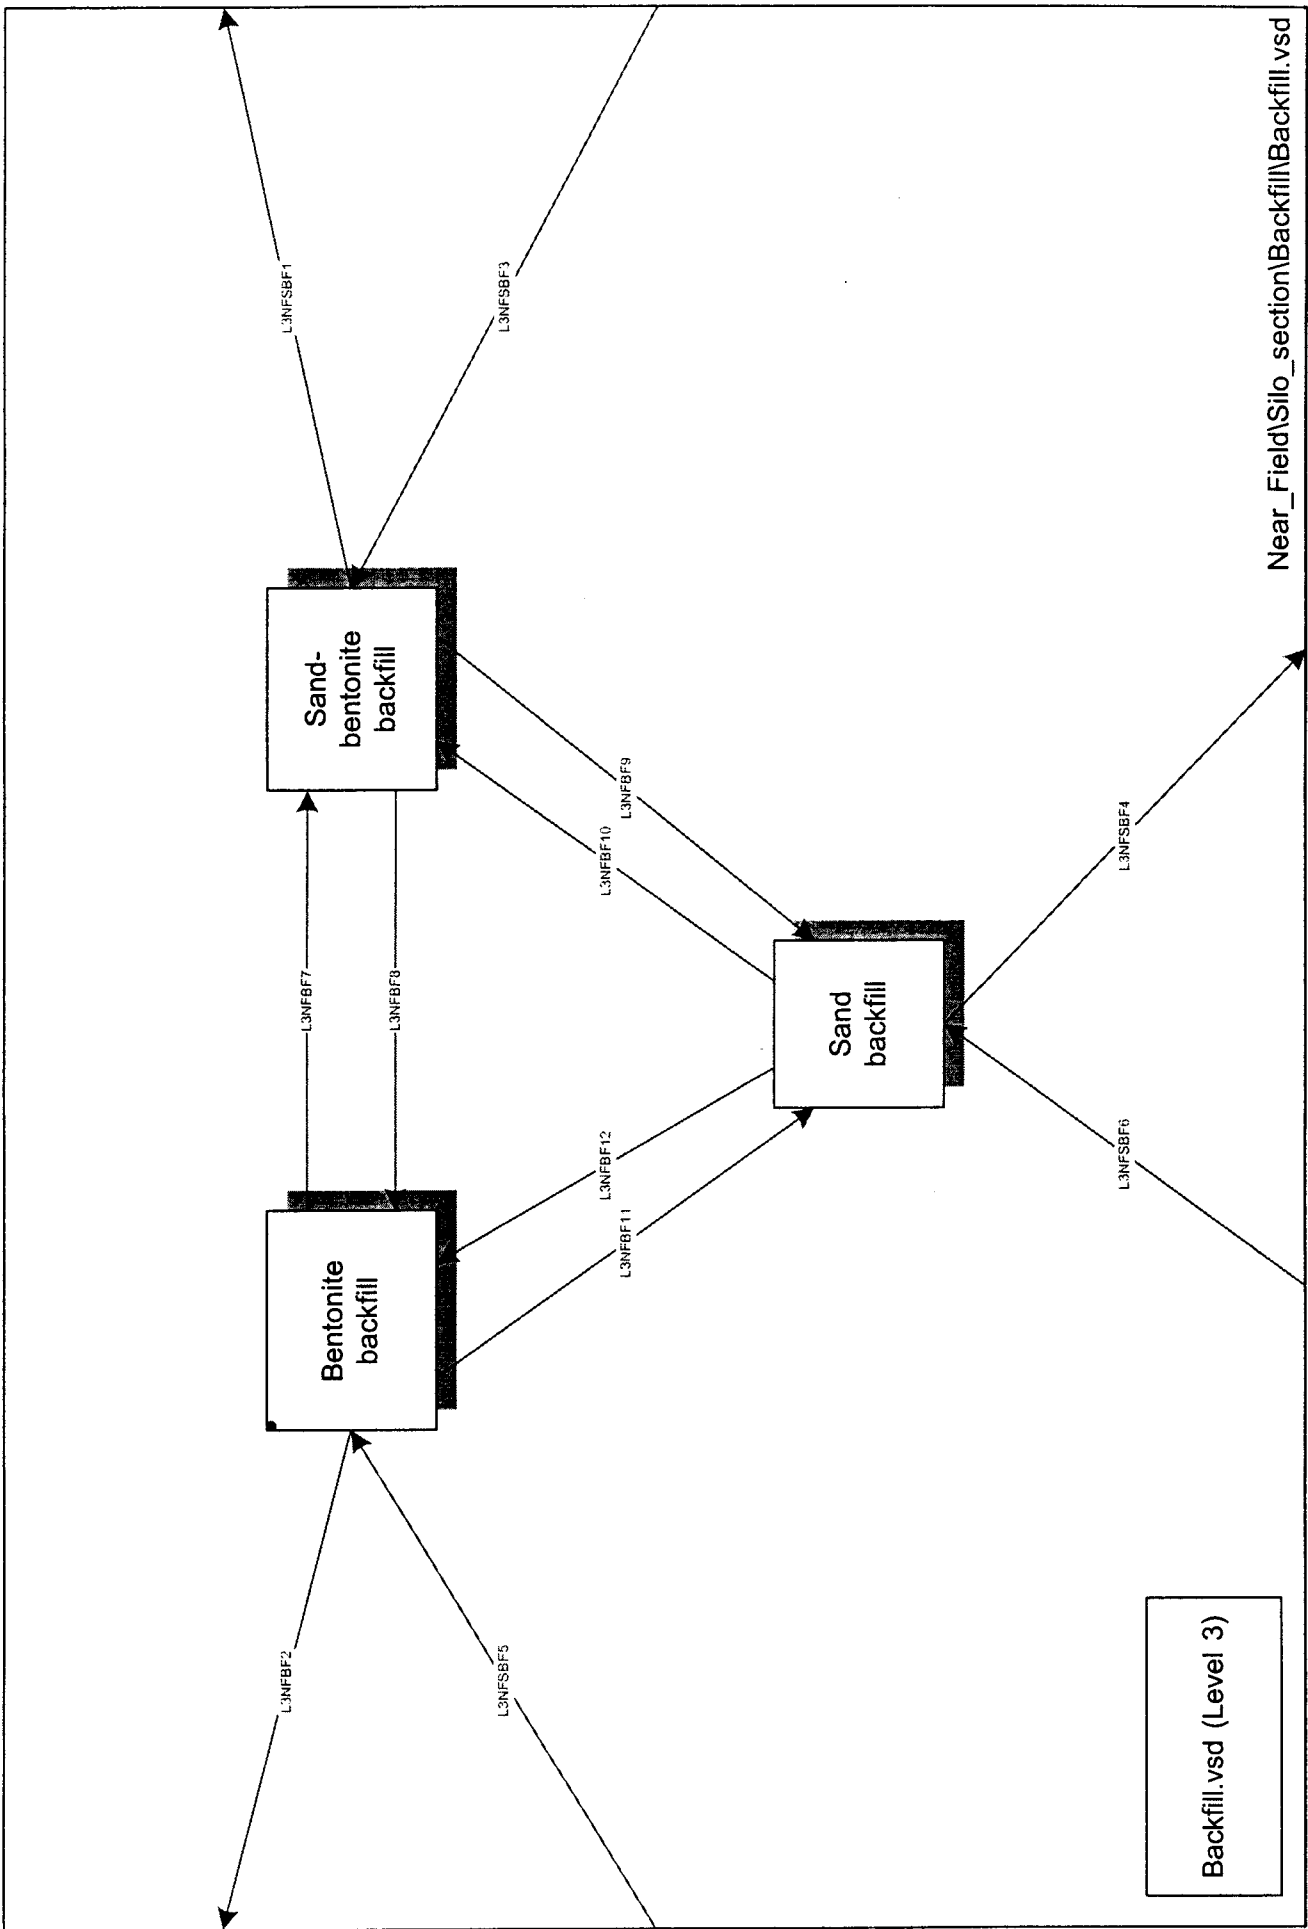 L3NFBF2
L3NFSBF1
L3NFBF7
Bentonite
backfill
Sand-
bentonite
backfill
L3NFBF8
L3NFSBF5
L3NFSBF3
L3NFBF12
L3NFBF10
L3NFBF11
L3NFBF9
Sand
backfill
L3NFSBF6
L3NFSBF4
Backfill.vsd (Level 3)
Near_Field\Silo_section\Backfill\Backfill.vsd